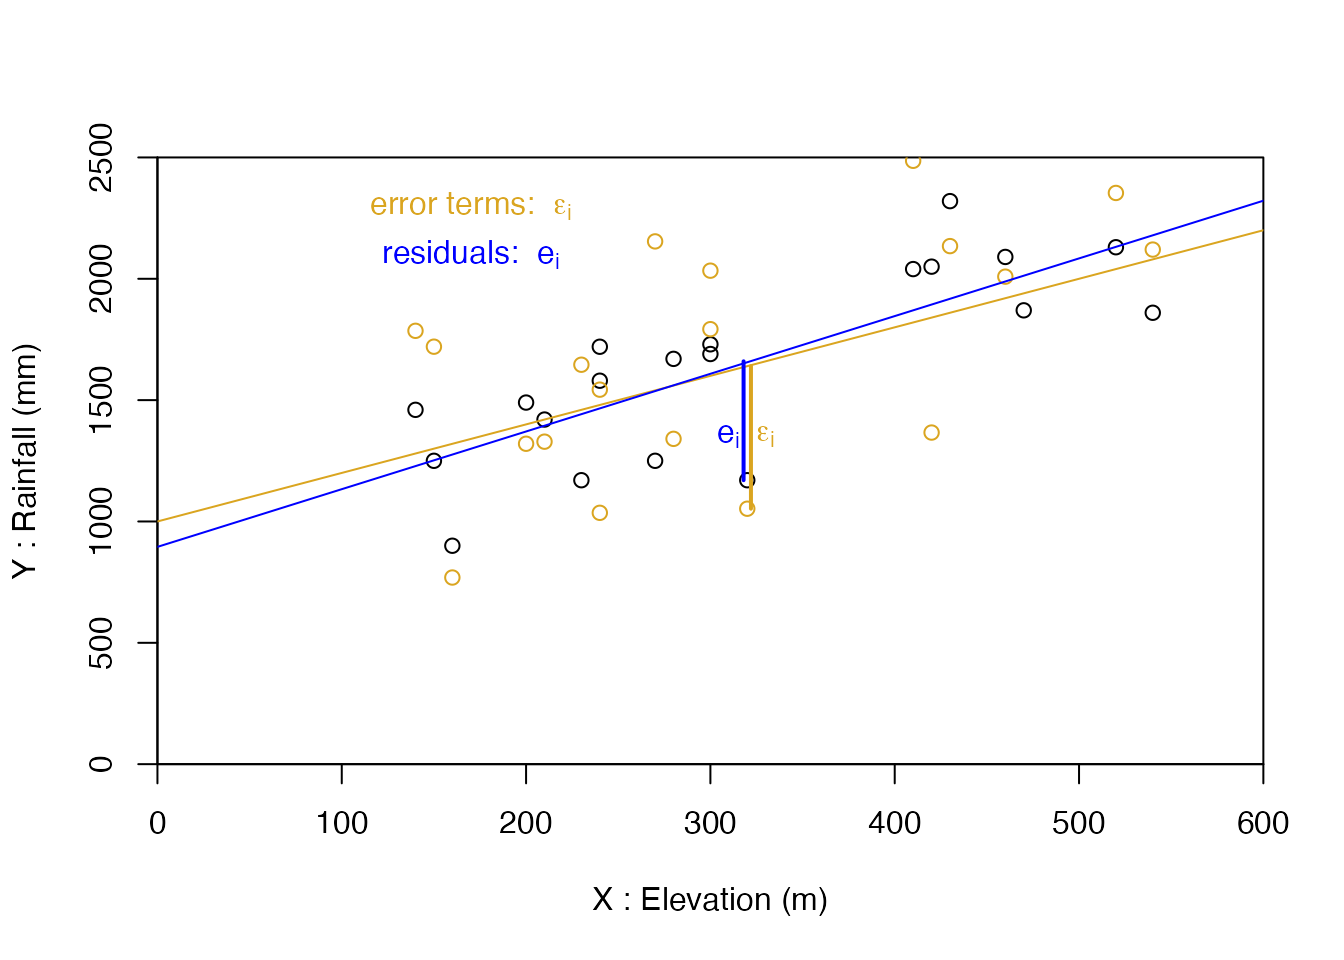 2500
2000
1500
1000
500
0
Y : Rainfall (mm)
error terms: εi
residuals: ei
ei εi
0 100 200 300 400 500 600
X : Elevation (m)